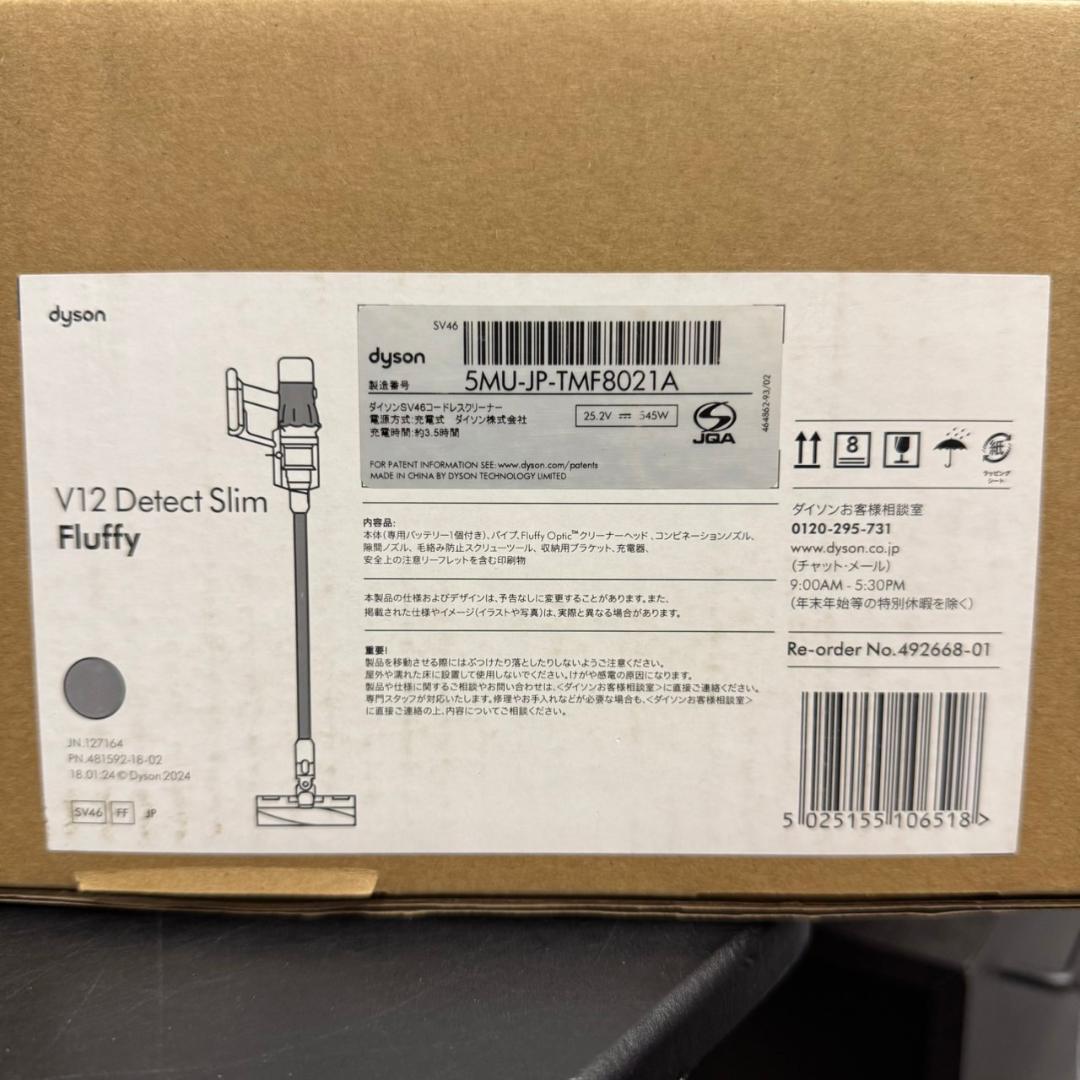 dyson
V12 Detect Slim
Fluffy
JN.127164
PN.481592-18-02
18.01.24 © Dyson 2024
SV46 FF JP
SV46
dyson
製造番号 5MU-JP-TMF8021A
ダイソンSV46コードレスクリーナー
電源方式:充電式 ダイソン株式会社
充電時間:約3.5時間
25.2V ⎓ 545W
JQA
464862-93/02
FOR PATENT INFORMATION SEE: www.dyson.com/patents
MADE IN CHINA BY DYSON TECHNOLOGY LIMITED
内容品:
本体(専用バッテリー1個付き)、パイプ、Fluffy Optic™クリーナーヘッド、コンビネーションノズル、
隙間ノズル、毛絡み防止スクリューツール、収納用ブラケット、充電器、
安全上の注意リーフレットを含む印刷物
本製品の仕様およびデザインは、予告なしに変更することがあります。また、
掲載された仕様やイメージ(イラストや写真)は、実際と異なる場合があります。
重要!
製品を移動させる際にはぶつけたり落としたりしないようご注意ください。
屋外や濡れた床に設置して使用しないでください。けがや感電の原因になります。
製品や仕様に関するご相談やお問い合わせは、<ダイソンお客様相談室>に直接ご連絡ください。
専門スタッフが対応いたします。修理やお手入れなどが必要な場合も、<ダイソンお客様相談室>
に直接ご連絡の上、内容についてご相談ください。
8
紙
ラッピング
シート
ダイソンお客様相談室
0120-295-731
www.dyson.co.jp
(チャット・メール)
9:00AM - 5:30PM
(年末年始等の特別休暇を除く)
Re-order No.492668-01
5 025155 106518 >